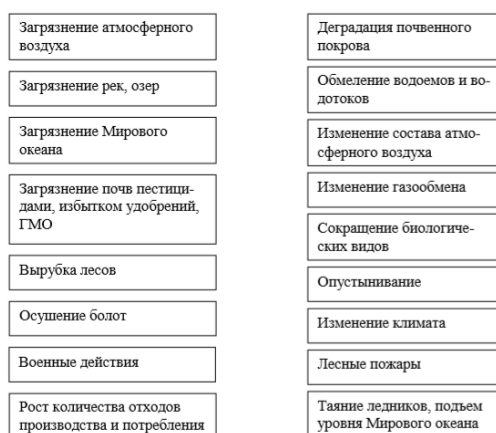 Загрязнение атмосферного
воздуха
Загрязнение рек, озер
Загрязнение Мирового
океана
Загрязнение почв пестици-
дами, избытком удобрений,
ГМО
Вырубка лесов
Осушение болот
Военные действия
Рост количества отходов
производства и потребления
Деградация почвенного
покрова
Обмеление водоемов и во-
дотоков
Изменение состава атмо-
сферного воздуха
Изменение газообмена
Сокращение биологиче-
ских видов
Опустынивание
Изменение климата
Лесные пожары
Таяние ледников, подъем
уровня Мирового океана